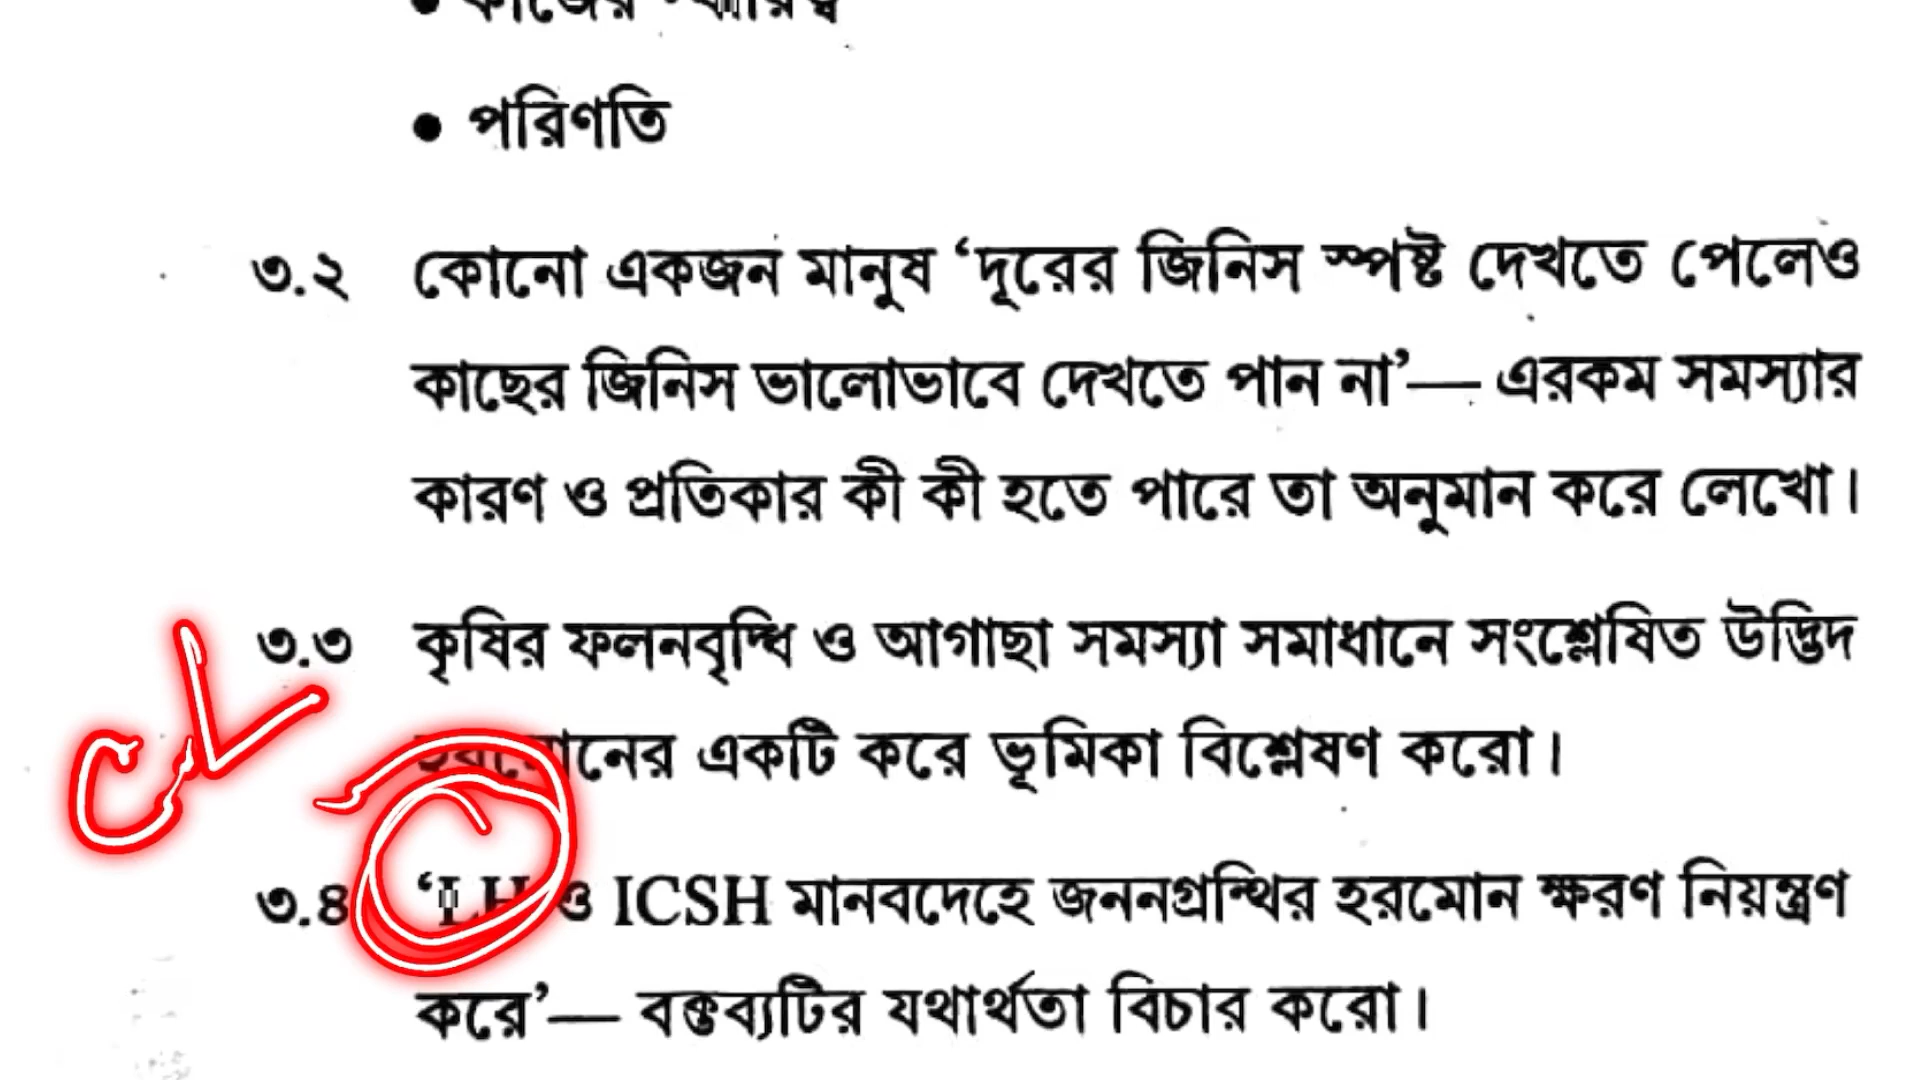 • কাজের
• পরিণতি
৩.২ কোনো একজন মানুষ ‘দূরের জিনিস স্পষ্ট দেখতে পেলেও
কাছের জিনিস ভালোভাবে দেখতে পান না’— এরকম সমস্যার
কারণ ও প্রতিকার কী কী হতে পারে তা অনুমান করে লেখো।
৩.৩ কৃষির ফলনবৃদ্ধি ও আগাছা সমস্যা সমাধানে সংশ্লেষিত উদ্ভিদ
একটি করে ভূমিকা বিশ্লেষণ করো।
৩.৪ ‘LH ও ICSH মানবদেহে জননগ্রন্থির হরমোন ক্ষরণ নিয়ন্ত্রণ
করে’— বক্তব্যটির যথার্থতা বিচার করো।